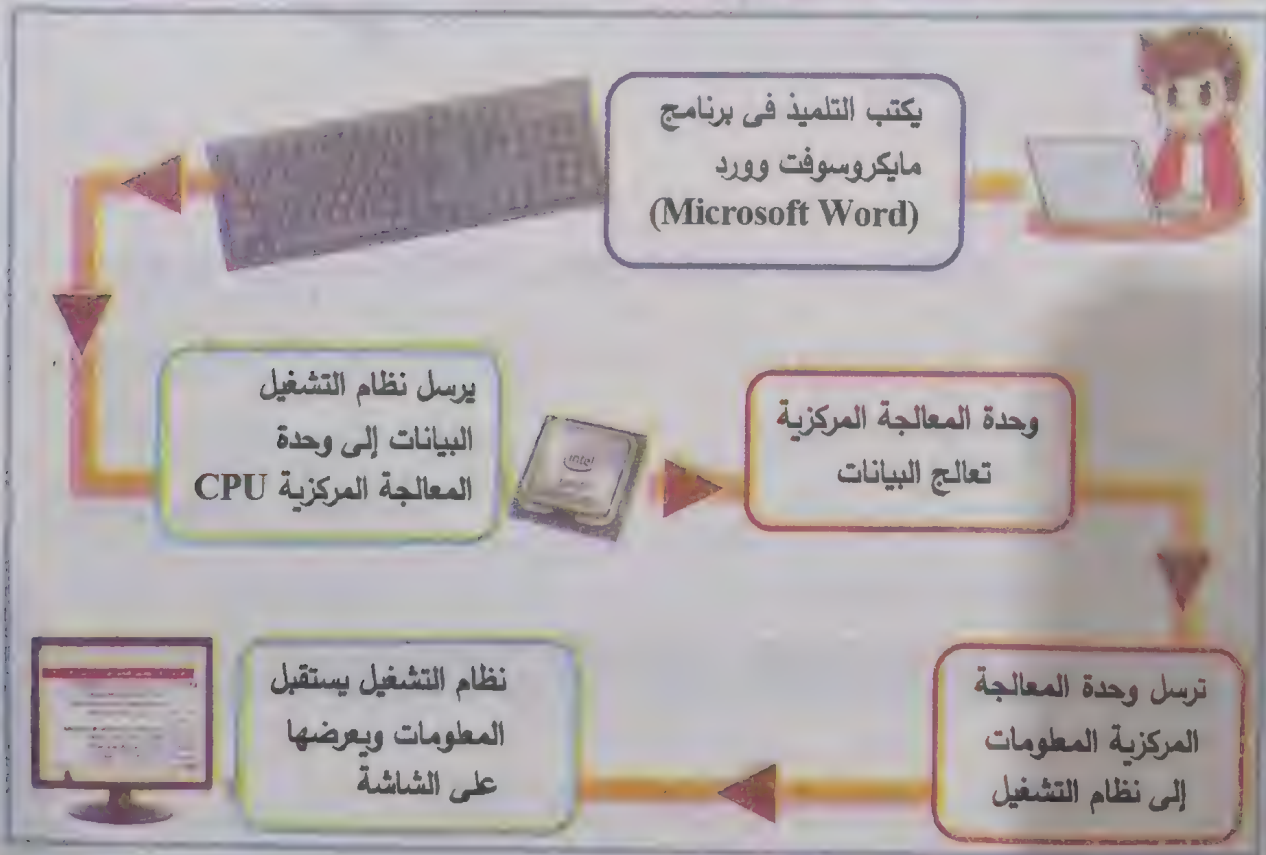 يكتب التلميذ فى برنامج
مايكروسوفت وورد
(Microsoft Word)
يرسل نظام التشغيل
البيانات إلى وحدة
المعالجة المركزية CPU
intel
وحدة المعالجة المركزية
تعالج البيانات
ترسل وحدة المعالجة
المركزية المعلومات
إلى نظام التشغيل
نظام التشغيل يستقبل
المعلومات ويعرضها
على الشاشة